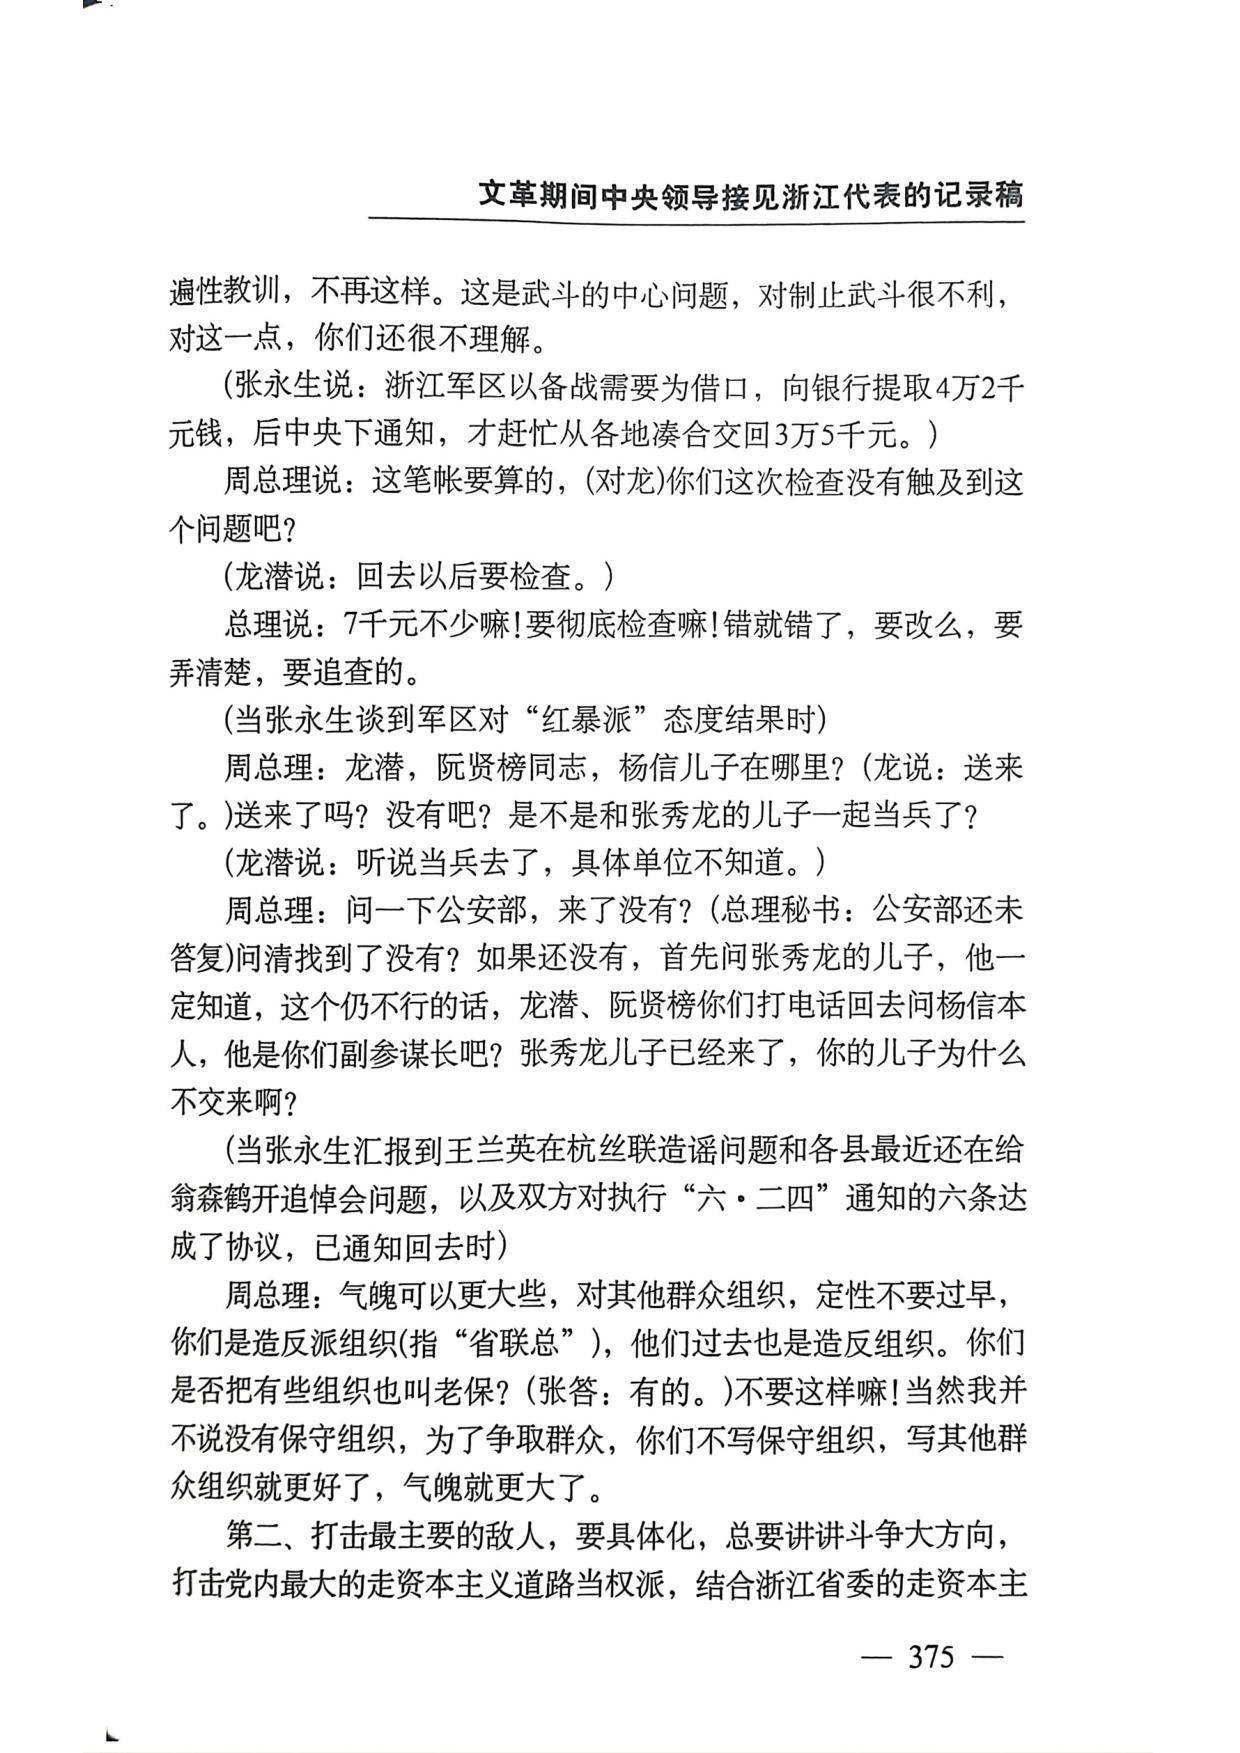 文革期间中央领导接见浙江代表的记录稿
遍性教训，不再这样。这是武斗的中心问题，对制止武斗很不利，
对这一点，你们还很不理解。
(张永生说：浙江军区以备战需要为借口，向银行提取4万2千
元钱，后中央下通知，才赶忙从各地凑合交回3万5千元。)
周总理说：这笔帐要算的，(对龙)你们这次检查没有触及到这
个问题吧?
(龙潜说：回去以后要检查。)
总理说：7千元不少嘛!要彻底检查嘛!错就错了，要改么，要
弄清楚，要追查的。
(当张永生谈到军区对“红暴派”态度结果时)
周总理：龙潜，阮贤榜同志，杨信儿子在哪里?(龙说：送来
了。)送来了吗?没有吧?是不是和张秀龙的儿子一起当兵了?
(龙潜说：听说当兵去了，具体单位不知道。)
周总理：问一下公安部，来了没有?(总理秘书：公安部还未
答复)问清找到了没有?如果还没有，首先问张秀龙的儿子，他一
定知道，这个仍不行的话，龙潜、阮贤榜你们打电话回去问杨信本
人，他是你们副参谋长吧?张秀龙儿子已经来了，你的儿子为什么
不交来啊?
(当张永生汇报到王兰英在杭丝联造谣问题和各县最近还在给
翁森鹤开追悼会问题，以及双方对执行“六·二四”通知的六条达
成了协议，已通知回去时)
周总理：气魄可以更大些，对其他群众组织，定性不要过早，
你们是造反派组织(指“省联总”)，他们过去也是造反组织。你们
是否把有些组织也叫老保?(张答：有的。)不要这样嘛!当然我并
不说没有保守组织，为了争取群众，你们不写保守组织，写其他群
众组织就更好了，气魄就更大了。
第二、打击最主要的敌人，要具体化，总要讲讲斗争大方向，
打击党内最大的走资本主义道路当权派，结合浙江省委的走资本主
— 375 —